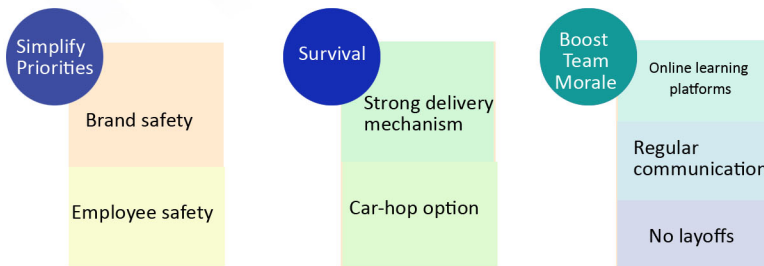 Simplify
Priorities
Brand safety
Employee safety
Survival
Strong delivery
mechanism
Car-hop option
Boost
Team
Morale
Online learning
platforms
Regular
communication
No layoffs